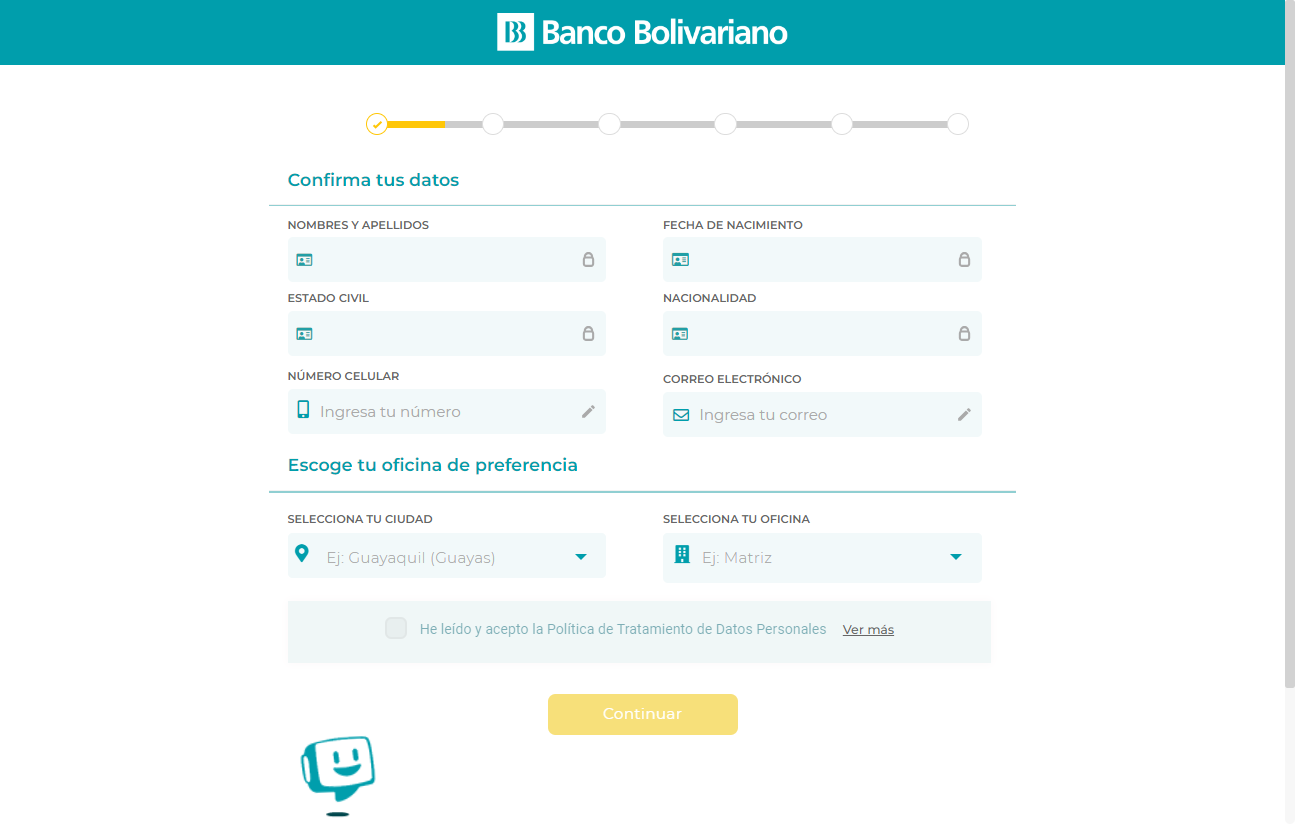 Banco Bolivariano
Confirma tus datos
NOMBRES Y APELLIDOS
FECHA DE NACIMIENTO
ESTADO CIVIL
NACIONALIDAD
NÚMERO CELULAR
Ingresa tu número
CORREO ELECTRÓNICO
Ingresa tu correo
Escoge tu oficina de preferencia
SELECCIONA TU CIUDAD
Ej: Guayaquil (Guayas)
SELECCIONA TU OFICINA
Ej: Matriz
He leído y acepto la Política de Tratamiento de Datos Personales Ver más
Continuar